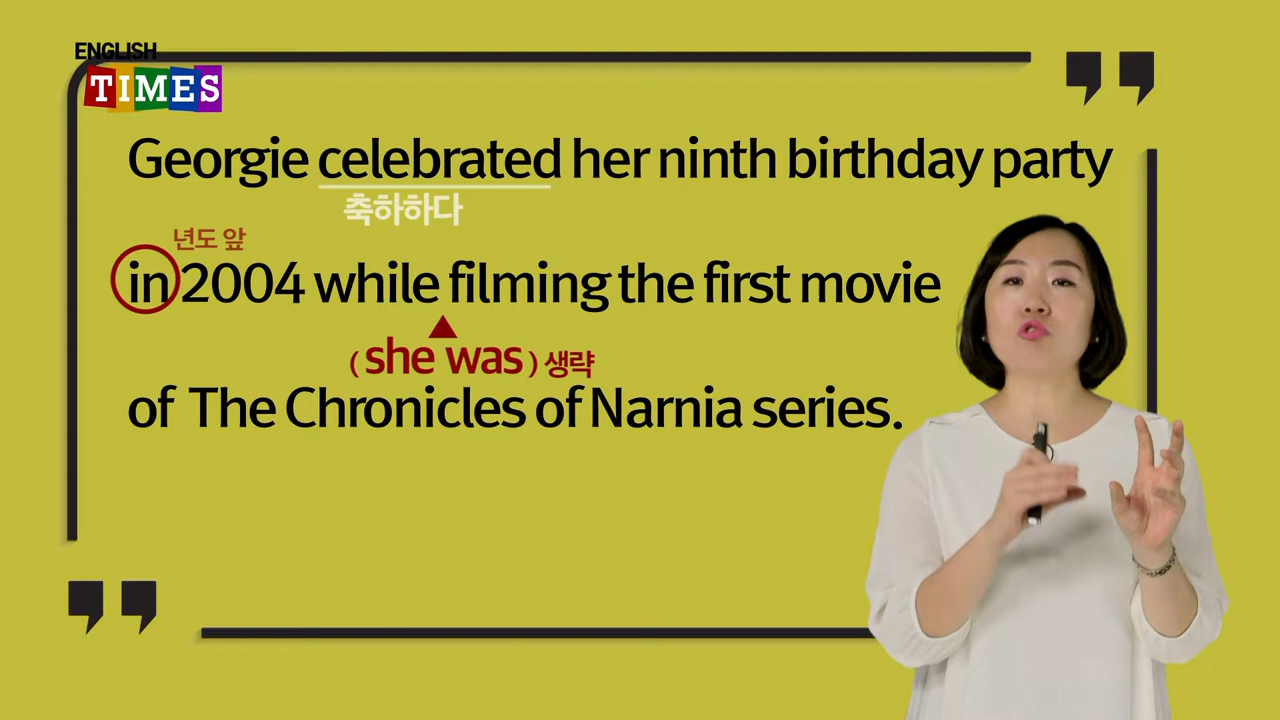 ENGLISH
TIMES
Georgie celebrated her ninth birthday party
축하하다
년도 앞
in 2004 while filming the first movie
( she was ) 생략
of The Chronicles of Narnia series.